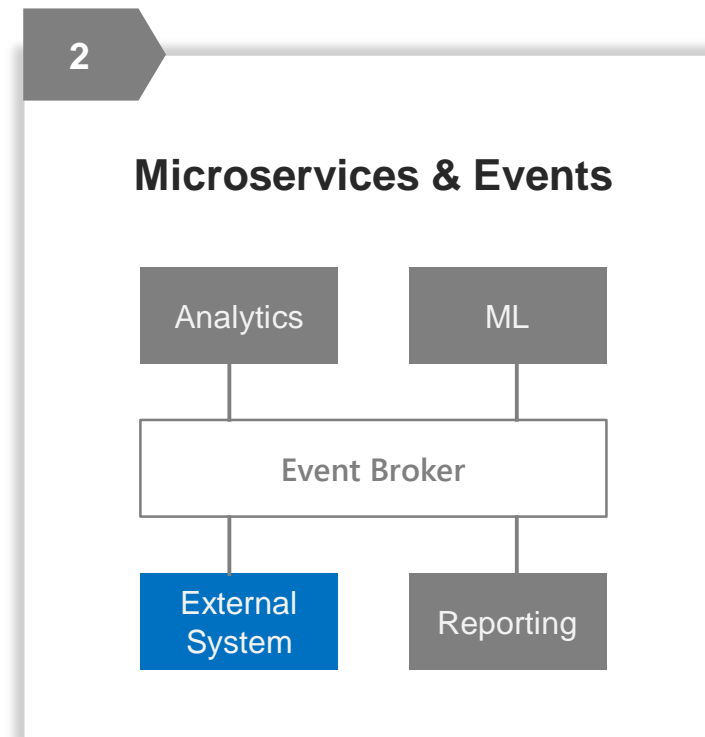 2
Microservices & Events
Analytics
ML
Event Broker
External
System
Reporting